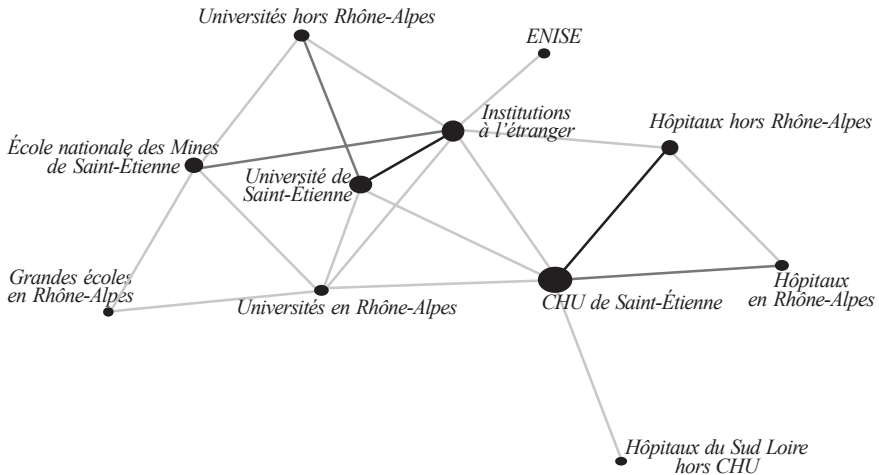 Universités hors Rhône-Alpes
ENISE
Institutions
à l'étranger
Hôpitaux hors Rhône-Alpes
École nationale des Mines
de Saint-Étienne
Université de
Saint-Étienne
Grandes écoles
en Rhône-Alpes
Universités en Rhône-Alpes
CHU de Saint-Étienne
Hôpitaux
en Rhône-Alpes
Hôpitaux du Sud Loire
hors CHU